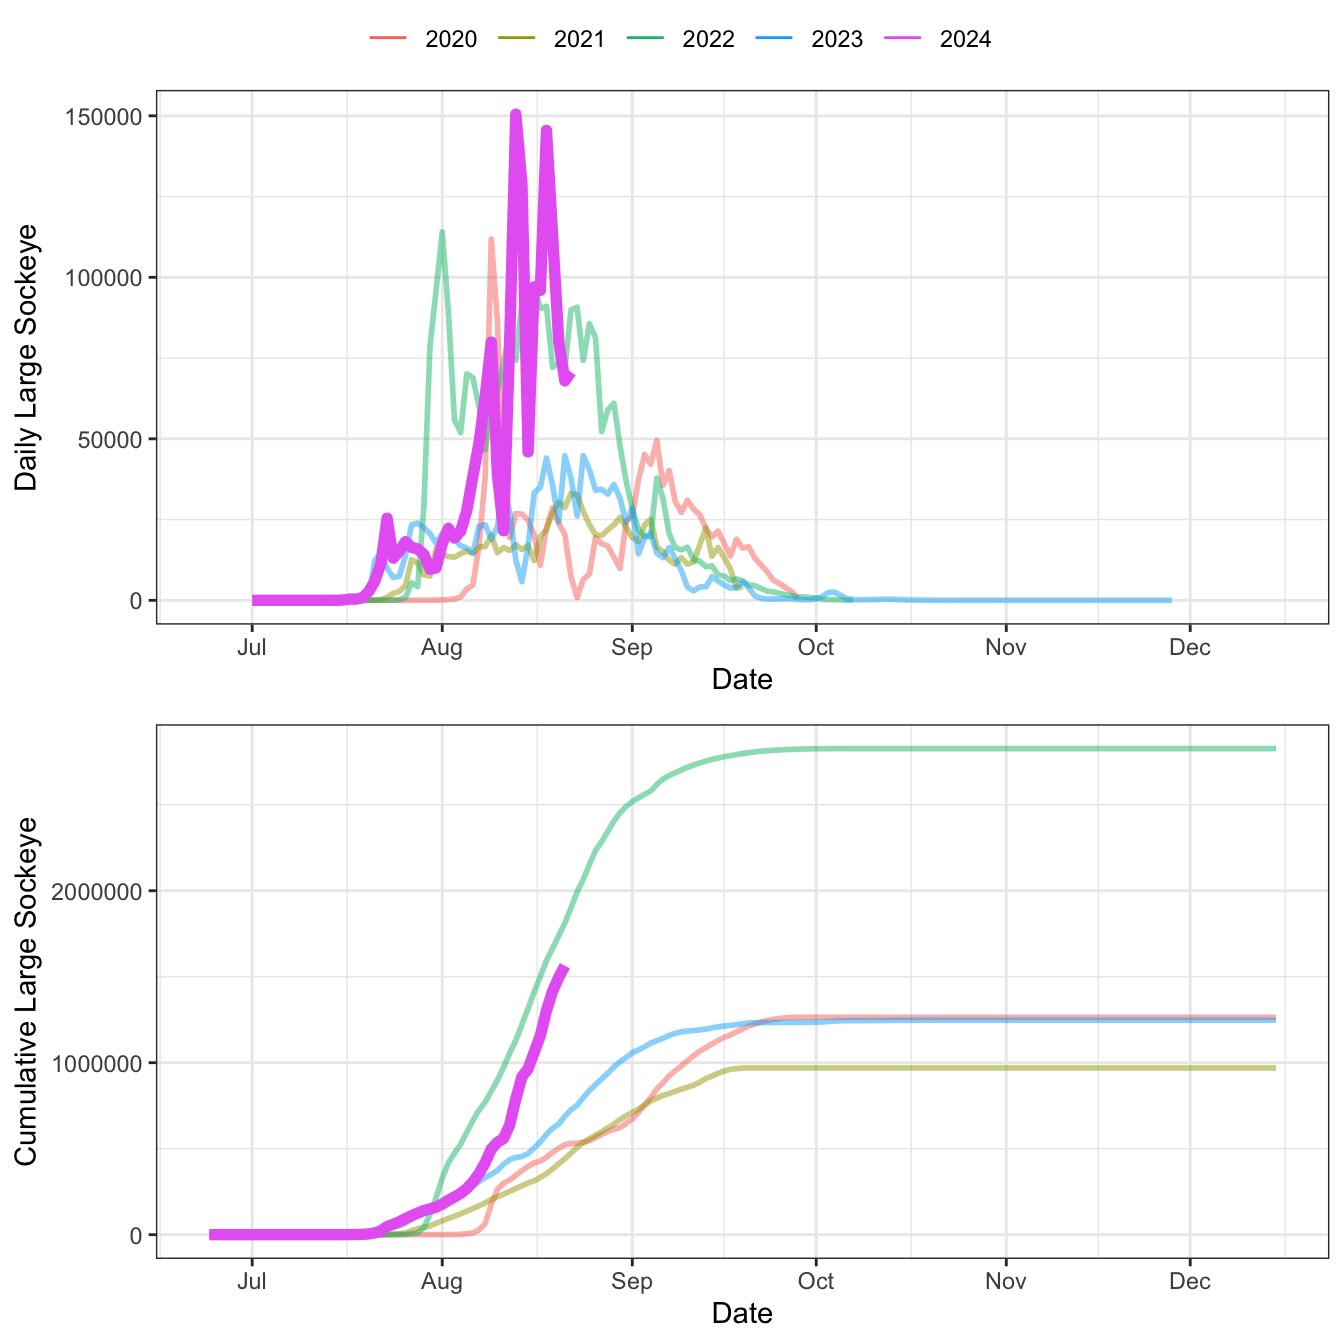 2020 2021 2022 2023 2024
Daily Large Sockeye
150000
100000
50000
0
Jul Aug Sep Oct Nov Dec
Date
Cumulative Large Sockeye
2000000
1000000
0
Jul Aug Sep Oct Nov Dec
Date